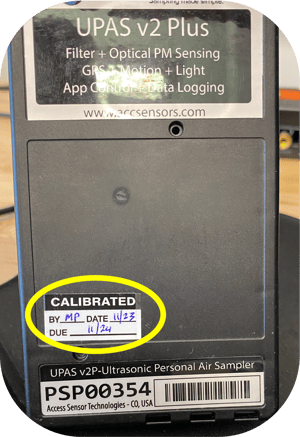 UPAS v2 Plus
Filter + Optical PM Sensing
GPS + Motion + Light
App Control + Data Logging
www.accsensors.com
CALIBRATED
BY MP DATE 11/23
DUE 11/24
UPAS v2P-Ultrasonic Personal Air Sampler
PSP00354
Access Sensor Technologies - CO, USA